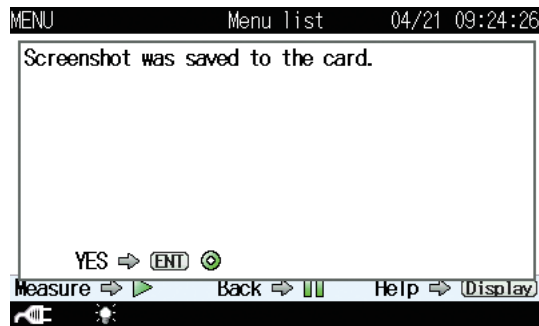 MENU Menu list 04/21 09:24:26
Screenshot was saved to the card.
YES ⇨ ENT
Measure ⇨ Back ⇨ Help ⇨ Display